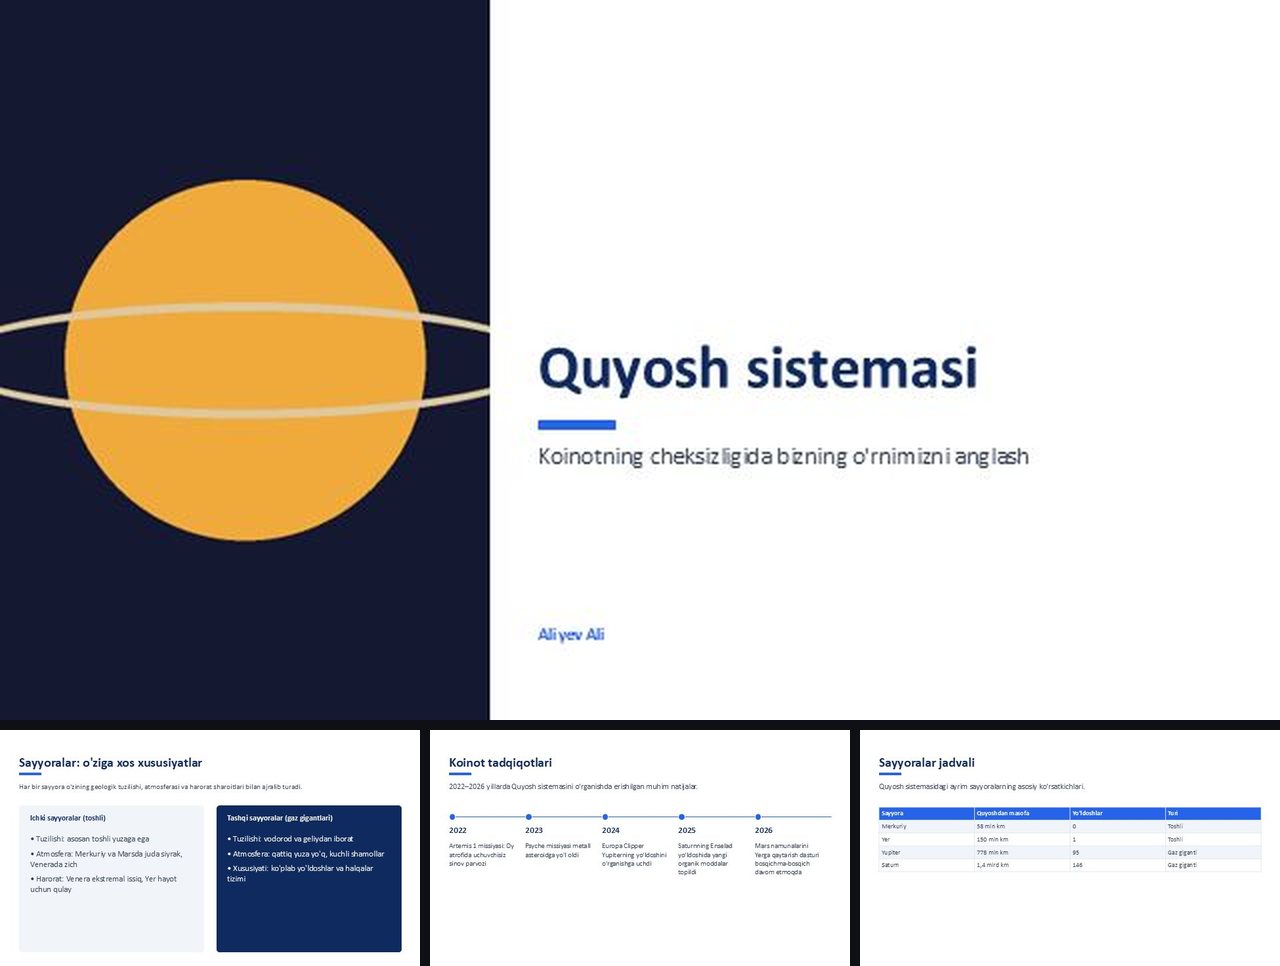 Quyosh sistemasi
Koinotning cheksizligida bizning o'rnimizni anglash
Aliyev Ali
Sayyoralar: o'ziga xos xususiyatlar
Har bir sayyora o'zining geologik tuzilishi, atmosferasi va harorat sharoitlari bilan ajralib turadi.
Ichki sayyoralar (toshli)
• Tuzilishi: asosan toshli yuzaga ega
• Atmosfera: Merkuriy va Marsda juda siyrak,
Venerada zich
• Harorat: Venera ekstremal issiq, Yer hayot
uchun qulay
Tashqi sayyoralar (gaz gigantlari)
• Tuzilishi: vodorod va geliydan iborat
• Atmosfera: qattiq yuza yo'q, kuchli shamollar
• Xususiyati: ko'plab yo'ldoshlar va halqalar
tizimi
Koinot tadqiqotlari
2022–2026 yillarda Quyosh sistemasini o'rganishda erishilgan muhim natijalar.
2022
Artemis 1 missiyasi: Oy
atrofida uchuvchisiz
sinov parvozi
2023
Psyche missiyasi metall
asteroidga yo'l oldi
2024
Europa Clipper
Yupiterning yo'ldoshini
o'rganishga uchdi
2025
Saturnning Enselad
yo'ldoshida yangi
organik moddalar
topildi
2026
Mars namunalarini
Yerga qaytarish dasturi
bosqichma-bosqich
davom etmoqda
Sayyoralar jadvali
Quyosh sistemasidagi ayrim sayyoralarning asosiy ko'rsatkichlari.
Sayyora Quyoshdan masofa Yo'ldoshlar Turi
Merkuriy 58 mln km 0 Toshli
Yer 150 mln km 1 Toshli
Yupiter 778 mln km 95 Gaz giganti
Saturn 1,4 mlrd km 146 Gaz giganti